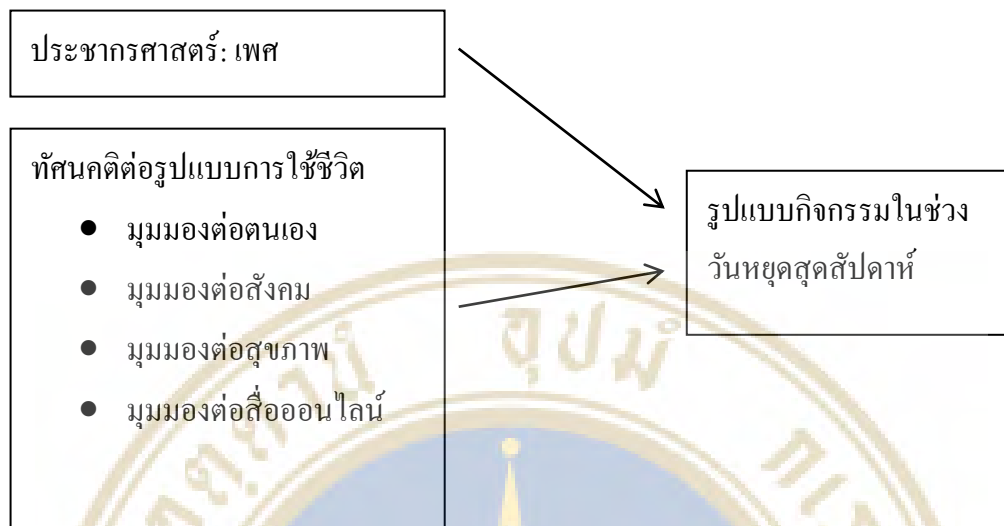 ประชากรศาสตร์: เพศ
ทัศนคติต่อรูปแบบการใช้ชีวิต
● มุมมองต่อตนเอง
● มุมมองต่อสังคม
● มุมมองต่อสุขภาพ
● มุมมองต่อสื่อออนไลน์
รูปแบบกิจกรรมในช่วง
วันหยุดสุดสัปดาห์
อุปมํ